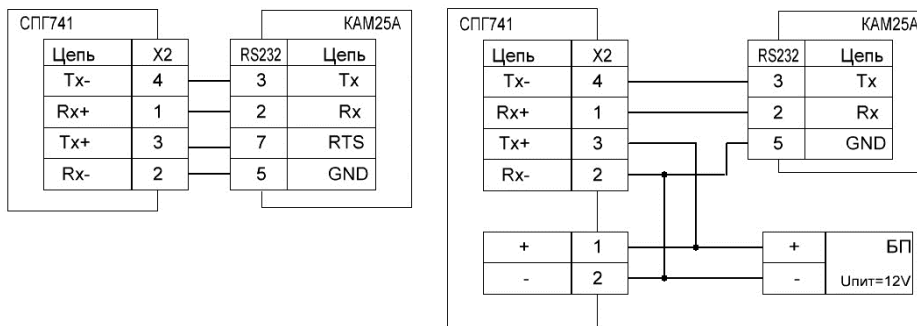 СПГ741 КАМ25А
Цепь X2 RS232 Цепь
Tx- 4 3 Tx
Rx+ 1 2 Rx
Tx+ 3 7 RTS
Rx- 2 5 GND
СПГ741 КАМ25А
Цепь X2 RS232 Цепь
Tx- 4 3 Tx
Rx+ 1 2 Rx
Tx+ 3 5 GND
Rx- 2
+ 1 + БП
- 2 - Uпит=12V